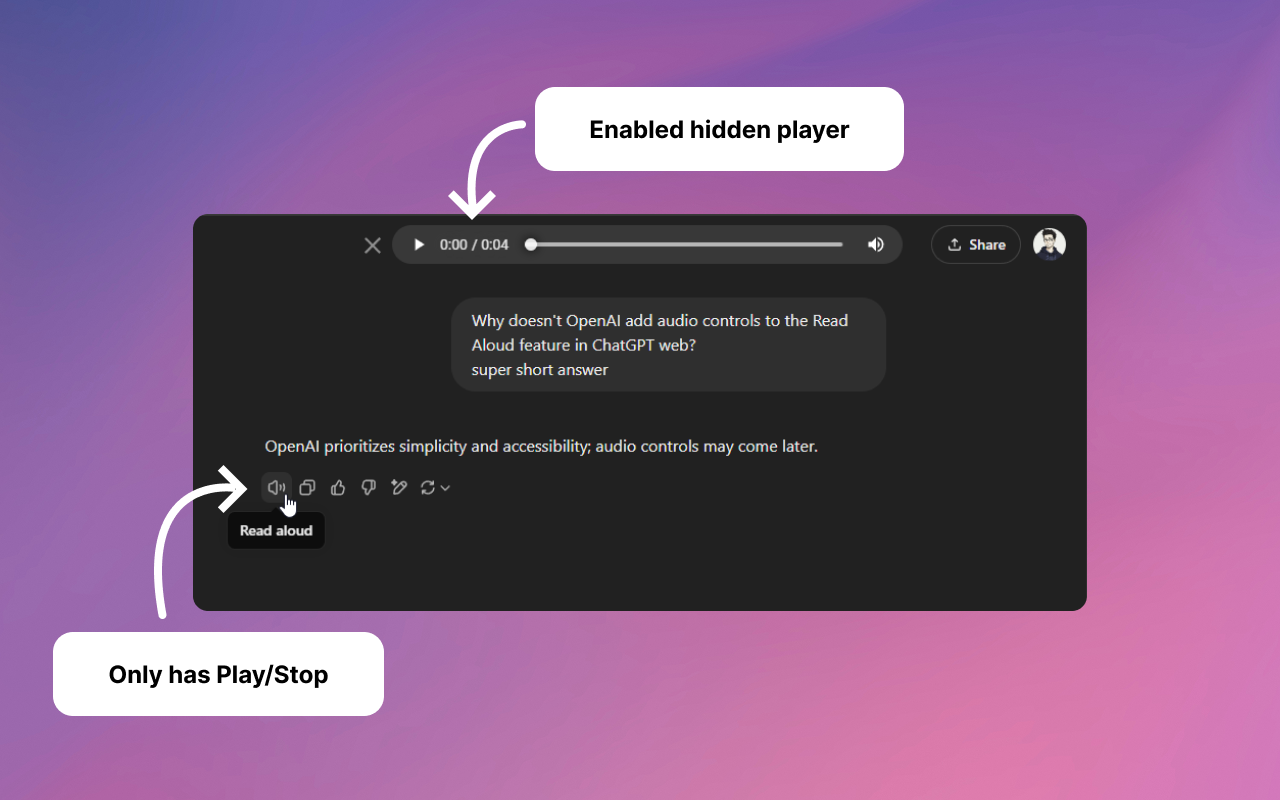 Enabled hidden player
0:00 / 0:04
Share
Why doesn't OpenAI add audio controls to the Read
Aloud feature in ChatGPT web?
super short answer
OpenAI prioritizes simplicity and accessibility; audio controls may come later.
Read aloud
Only has Play/Stop